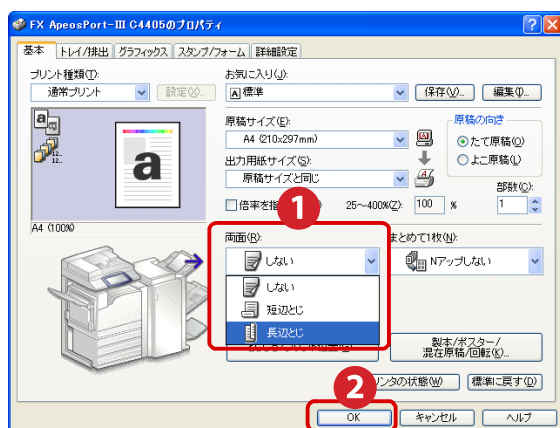 FX ApeosPort-III C4405のプロパティ
基本 トレイ/排出 グラフィックス スタンプ/フォーム 詳細設定
プリント種類(T):
通常プリント
設定(X)...
お気に入り(J):
A 標準
保存(V)... 編集(Q)...
原稿サイズ(E):
A4 (210x297mm)
原稿の向き
たて原稿(O)
よこ原稿(L)
出力用紙サイズ(S):
原稿サイズと同じ
倍率を指
25~400%(Z): 100 %
部数(C):
1
a
12..
12..
a
A4 (100%)
1
両面(R):
しない
しない
短辺とじ
長辺とじ
まとめて1枚(N):
Nアップしない
製本/ポスター/
混在原稿/回転(K)...
ンタの状態(W) 標準に戻す(D)
2
OK キャンセル ヘルプ